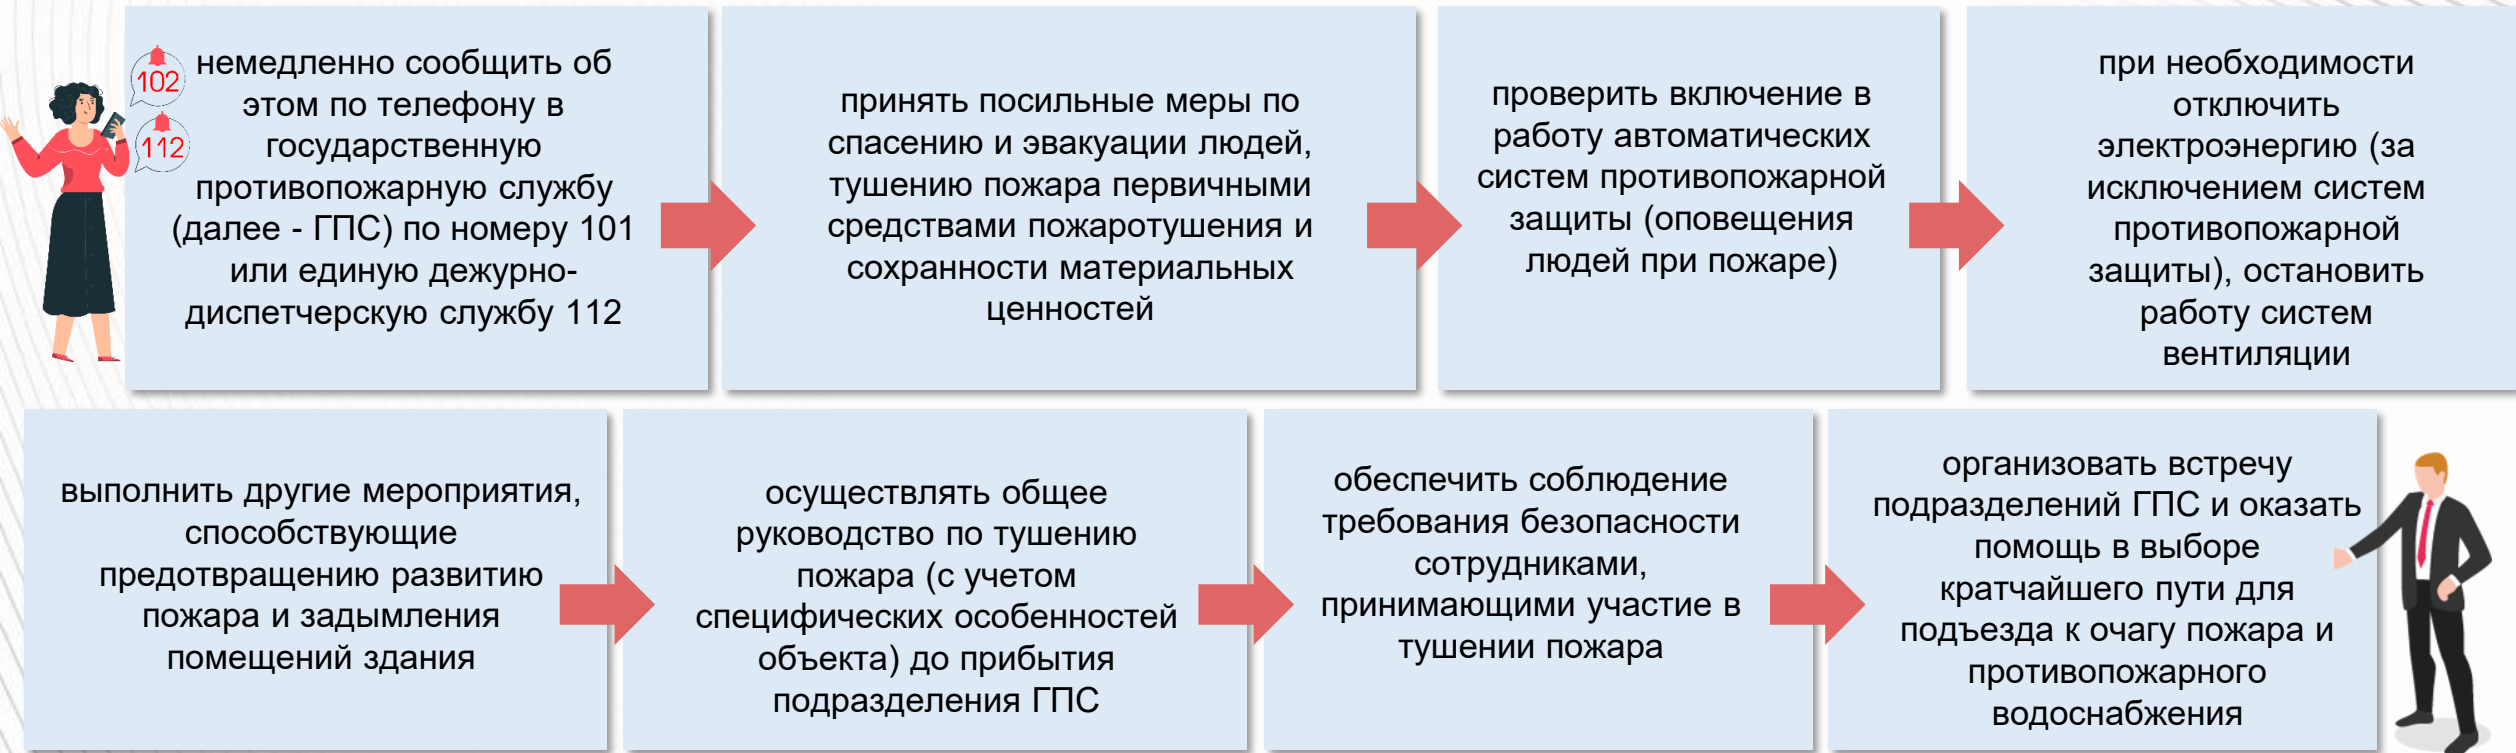 102
112
немедленно сообщить об
этом по телефону в
государственную
противопожарную службу
(далее - ГПС) по номеру 101
или единую дежурно-
диспетчерскую службу 112
принять посильные меры по
спасению и эвакуации людей,
тушению пожара первичными
средствами пожаротушения и
сохранности материальных
ценностей
проверить включение в
работу автоматических
систем противопожарной
защиты (оповещения
людей при пожаре)
при необходимости
отключить
электроэнергию (за
исключением систем
противопожарной
защиты), остановить
работу систем
вентиляции
выполнить другие мероприятия,
способствующие
предотвращению развитию
пожара и задымления
помещений здания
осуществлять общее
руководство по тушению
пожара (с учетом
специфических особенностей
объекта) до прибытия
подразделения ГПС
обеспечить соблюдение
требования безопасности
сотрудниками,
принимающими участие в
тушении пожара
организовать встречу
подразделений ГПС и оказать
помощь в выборе
кратчайшего пути для
подъезда к очагу пожара и
противопожарного
водоснабжения